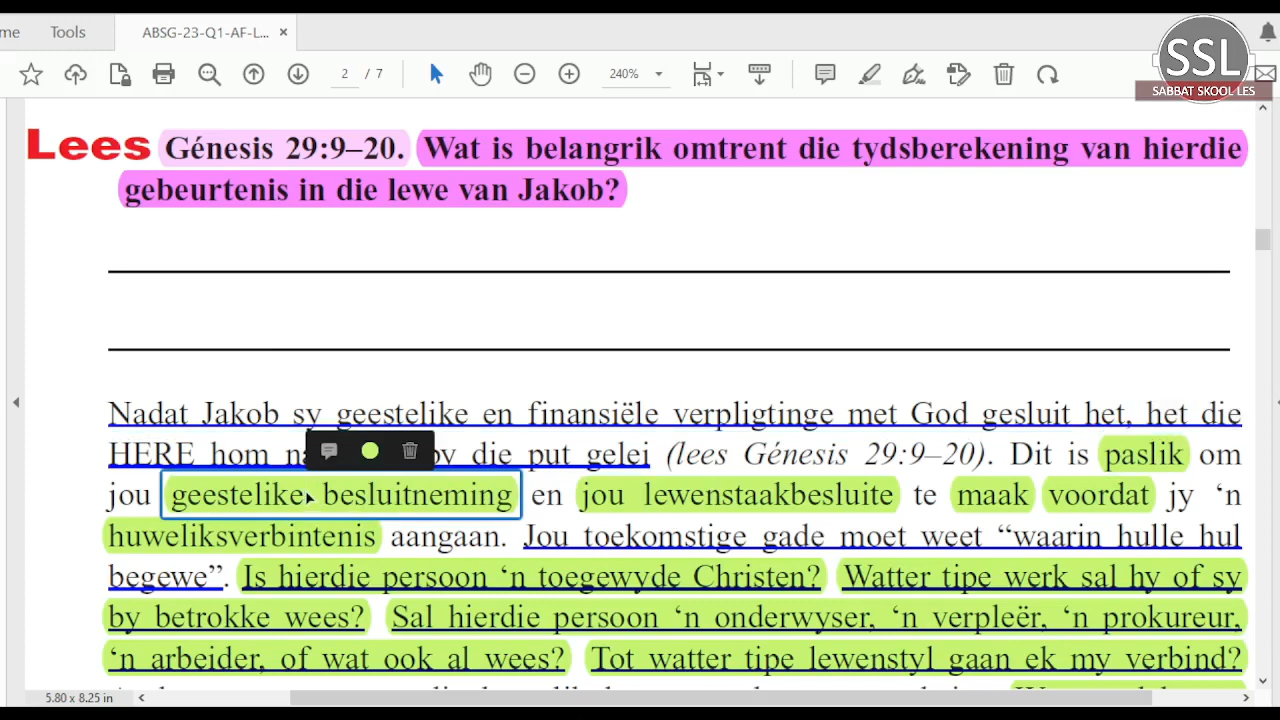 me
Tools
ABSG-23-Q1-AF-L...
2 / 7
240%
SSL
SABBAT SKOOL LES
Lees Génesis 29:9–20. Wat is belangrik omtrent die tydsberekening van hierdie
gebeurtenis in die lewe van Jakob?
Nadat Jakob sy geestelike en finansiële verpligtinge met God gesluit het, het die
HERE hom by die put gelei (lees Génesis 29:9–20). Dit is paslik om
jou geestelike besluitneming en jou lewenstaakbesluite te maak voordat jy ‘n
huweliksverbintenis aangaan. Jou toekomstige gade moet weet “waarin hulle hul
begewe”. Is hierdie persoon ‘n toegewyde Christen? Watter tipe werk sal hy of sy
by betrokke wees? Sal hierdie persoon ‘n onderwyser, ‘n verpleër, ‘n prokureur,
‘n arbeider, of wat ook al wees? Tot watter tipe lewenstyl gaan ek my verbind?
5.80 x 8.25 in